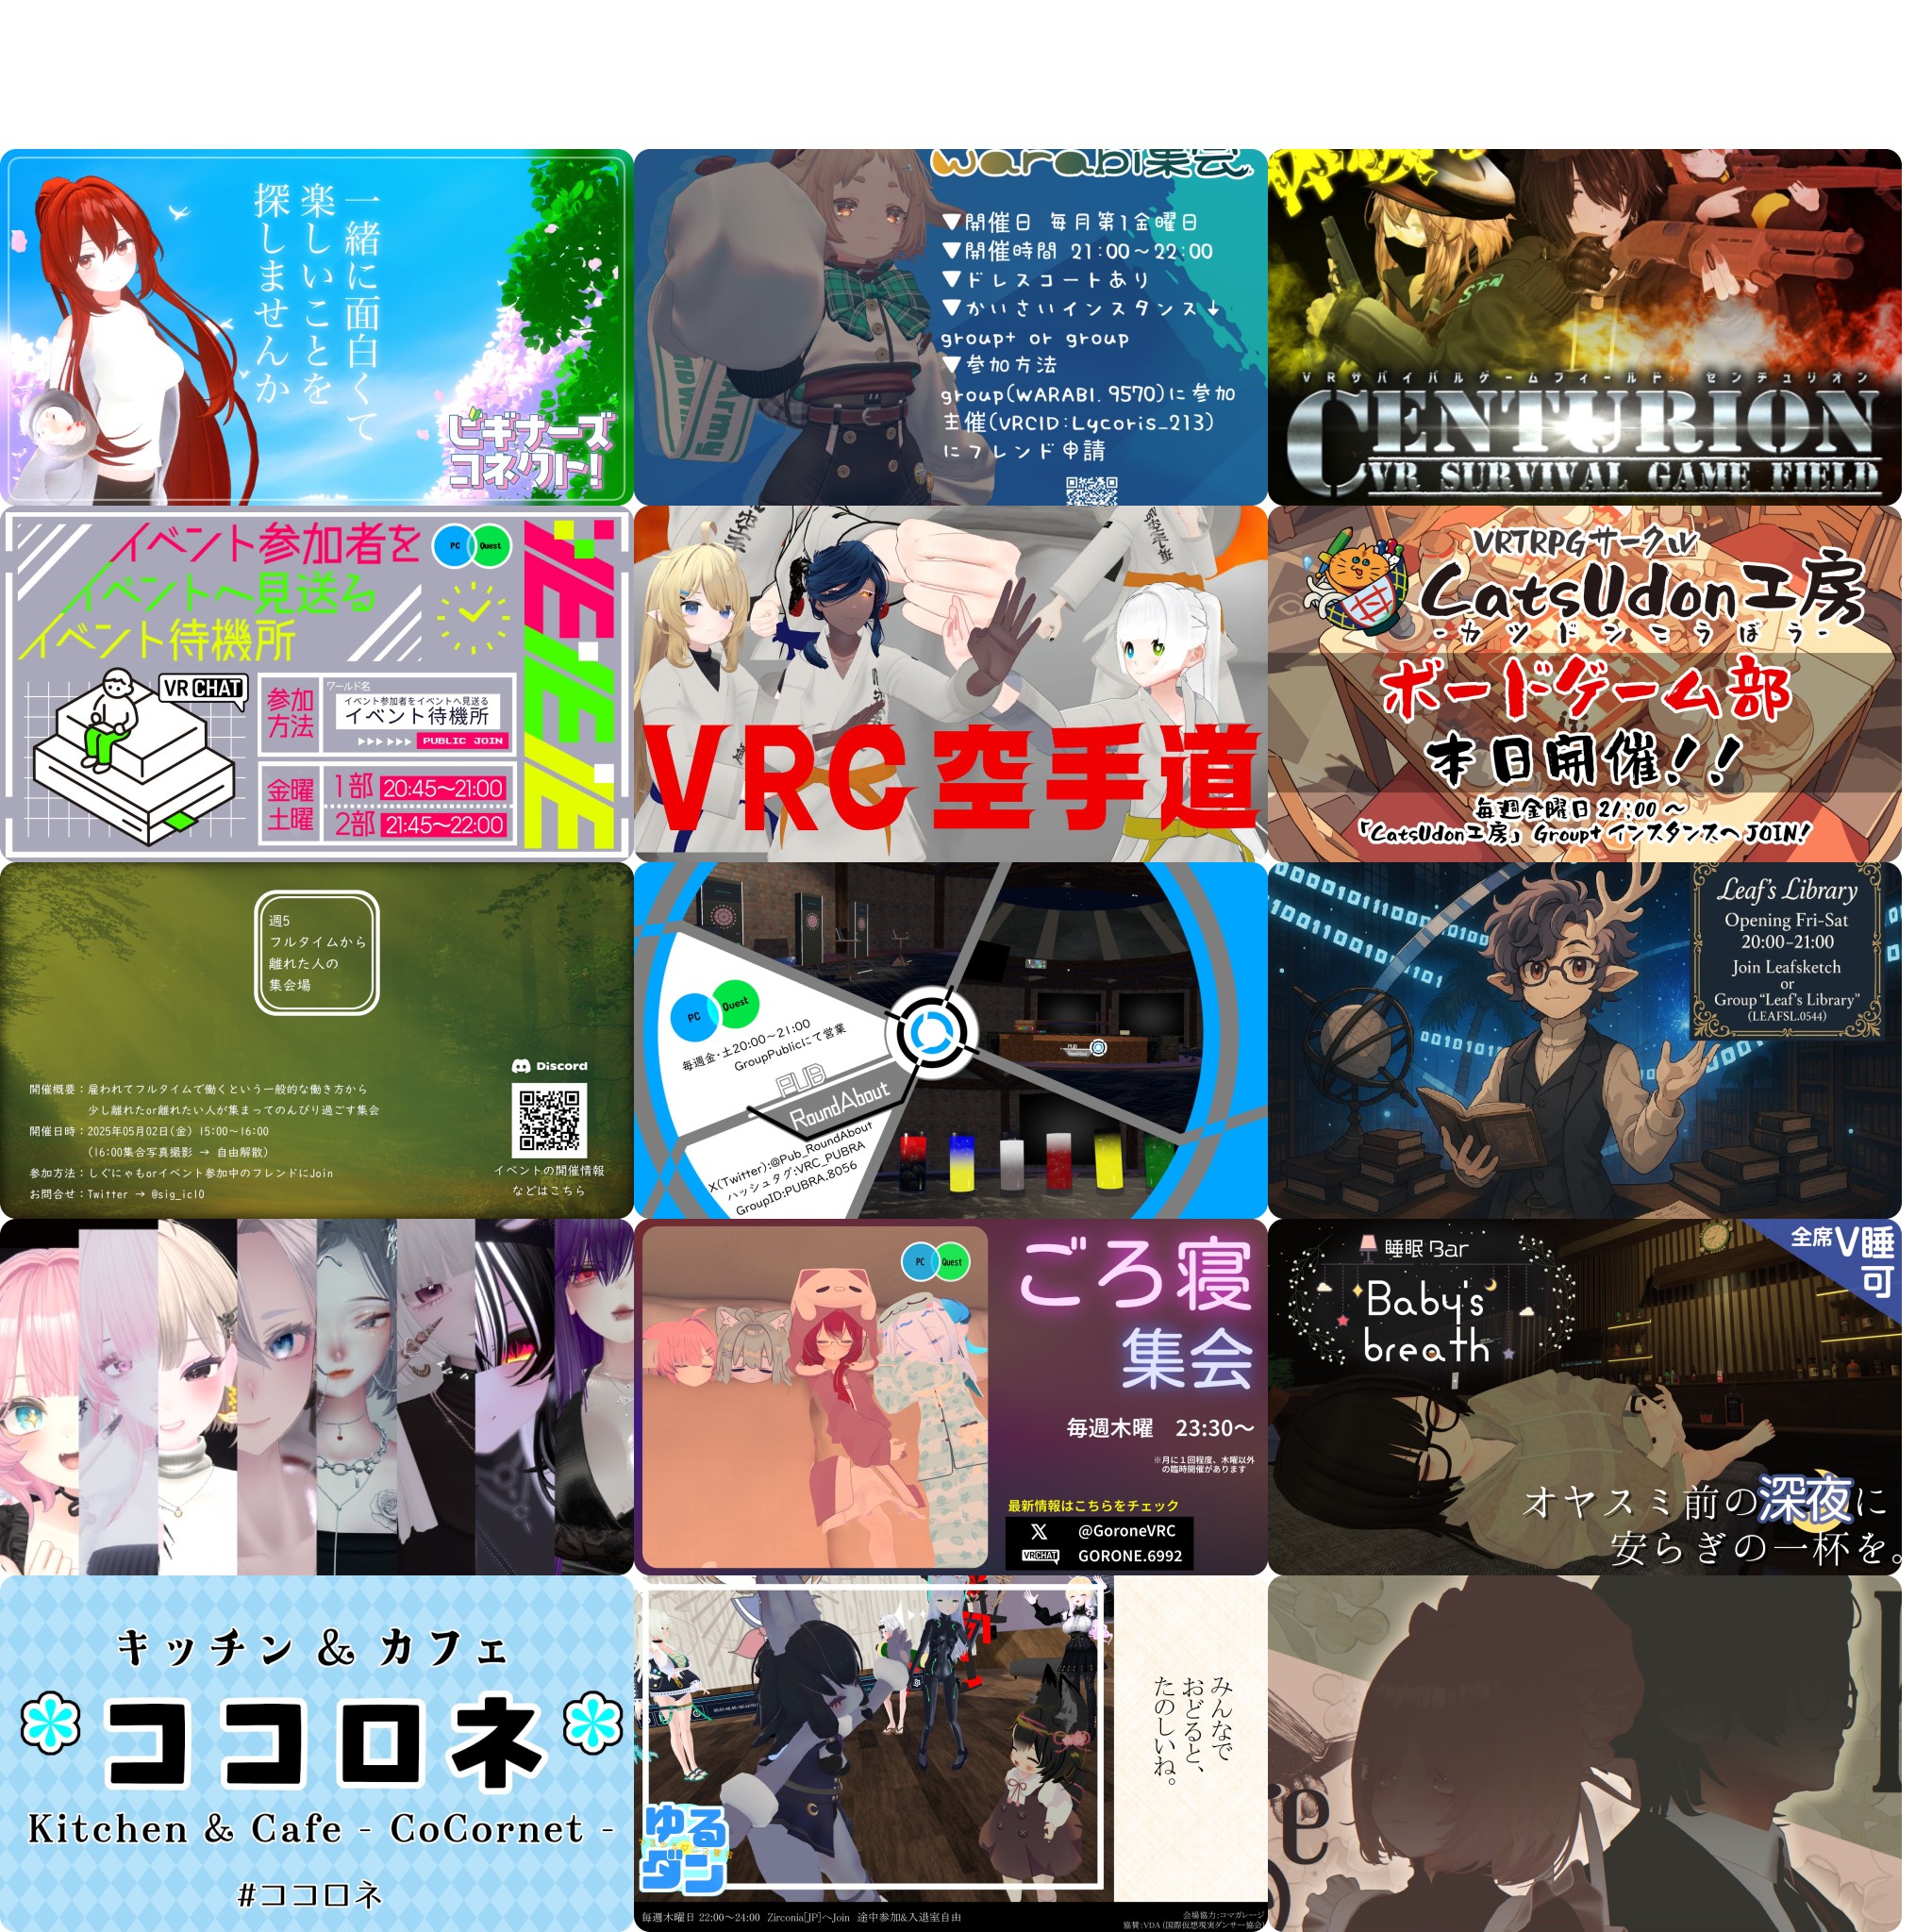 一緒に面白くて
楽しいことを
探しませんか
ビギナーズ
コネクト!
warabi集会
▼開催日 毎月第1金曜日
▼開催時間 21:00~22:00
▼ドレスコートあり
▼かいさいインスタンス↓
group+ or group
▼参加方法
group(WARABI.9570)に参加
主催(VRCID:Lycoris_213)
にフレンド申請
VRサバイバルゲームフィールド センチュリオン
CENTURION
VR SURVIVAL GAME FIELD
イベント参加者を
イベントへ見送る
イベント待機所
PC Quest
VRCHAT
参加方法
ワールド名
イベント参加者をイベントへ見送る
イベント待機所
▶▶▶ ▶▶▶ PUBLIC JOIN
金曜
土曜
1部 20:45~21:00
2部 21:45~22:00
VRC空手道
VRTRPGサークル
CatsUdon工房
-カツドンこうぼう-
ボードゲーム部
本日開催!!
毎週金曜日 21:00 ~
「CatsUdon工房」 Group+ インスタンスへ JOIN!
週5
フルタイムから
離れた人の
集会場
開催概要:雇われてフルタイムで働くという一般的な働き方から
少し離れたor離れたい人が集まってのんびり過ごす集会
開催日時:2025年05月02日(金) 15:00~16:00
(16:00集合写真撮影 → 自由解散)
参加方法:しぐにゃもorイベント参加中のフレンドにJoin
お問合せ:Twitter → @sig_ic10
Discord
イベントの開催情報
などはこちら
PC Quest
毎週金・土20:00~21:00
GroupPublicにて営業
PUB
RoundAbout
X(Twitter):@Pub_RoundAbout
ハッシュタグ:VRC_PUBRA
GroupID:PUBRA.8056
Leaf's Library
Opening Fri-Sat
20:00-21:00
Join Leafsketch
or
Group "Leaf's Library"
(LEAFSL.0544)
PC Quest
ごろ寝
集会
毎週木曜 23:30~
※月に1回程度、木曜以外
の臨時開催があります
最新情報はこちらをチェック
X @GoroneVRC
VRCHAT GORONE.6992
睡眠Bar
Baby's
breath
全席V睡
可
オヤスミ前の深夜に
安らぎの一杯を。
キッチン & カフェ
ココロネ
Kitchen & Cafe - CoCornet -
#ココロネ
みんなで
おどると、
たのしいね。
ゆる
ダン
毎週木曜日 22:00~24:00 Zirconia[JP]へJoin 途中参加&入退室自由
会場協力:コマガレージ
協賛:VDA (国際仮想現実ダンサー協会)